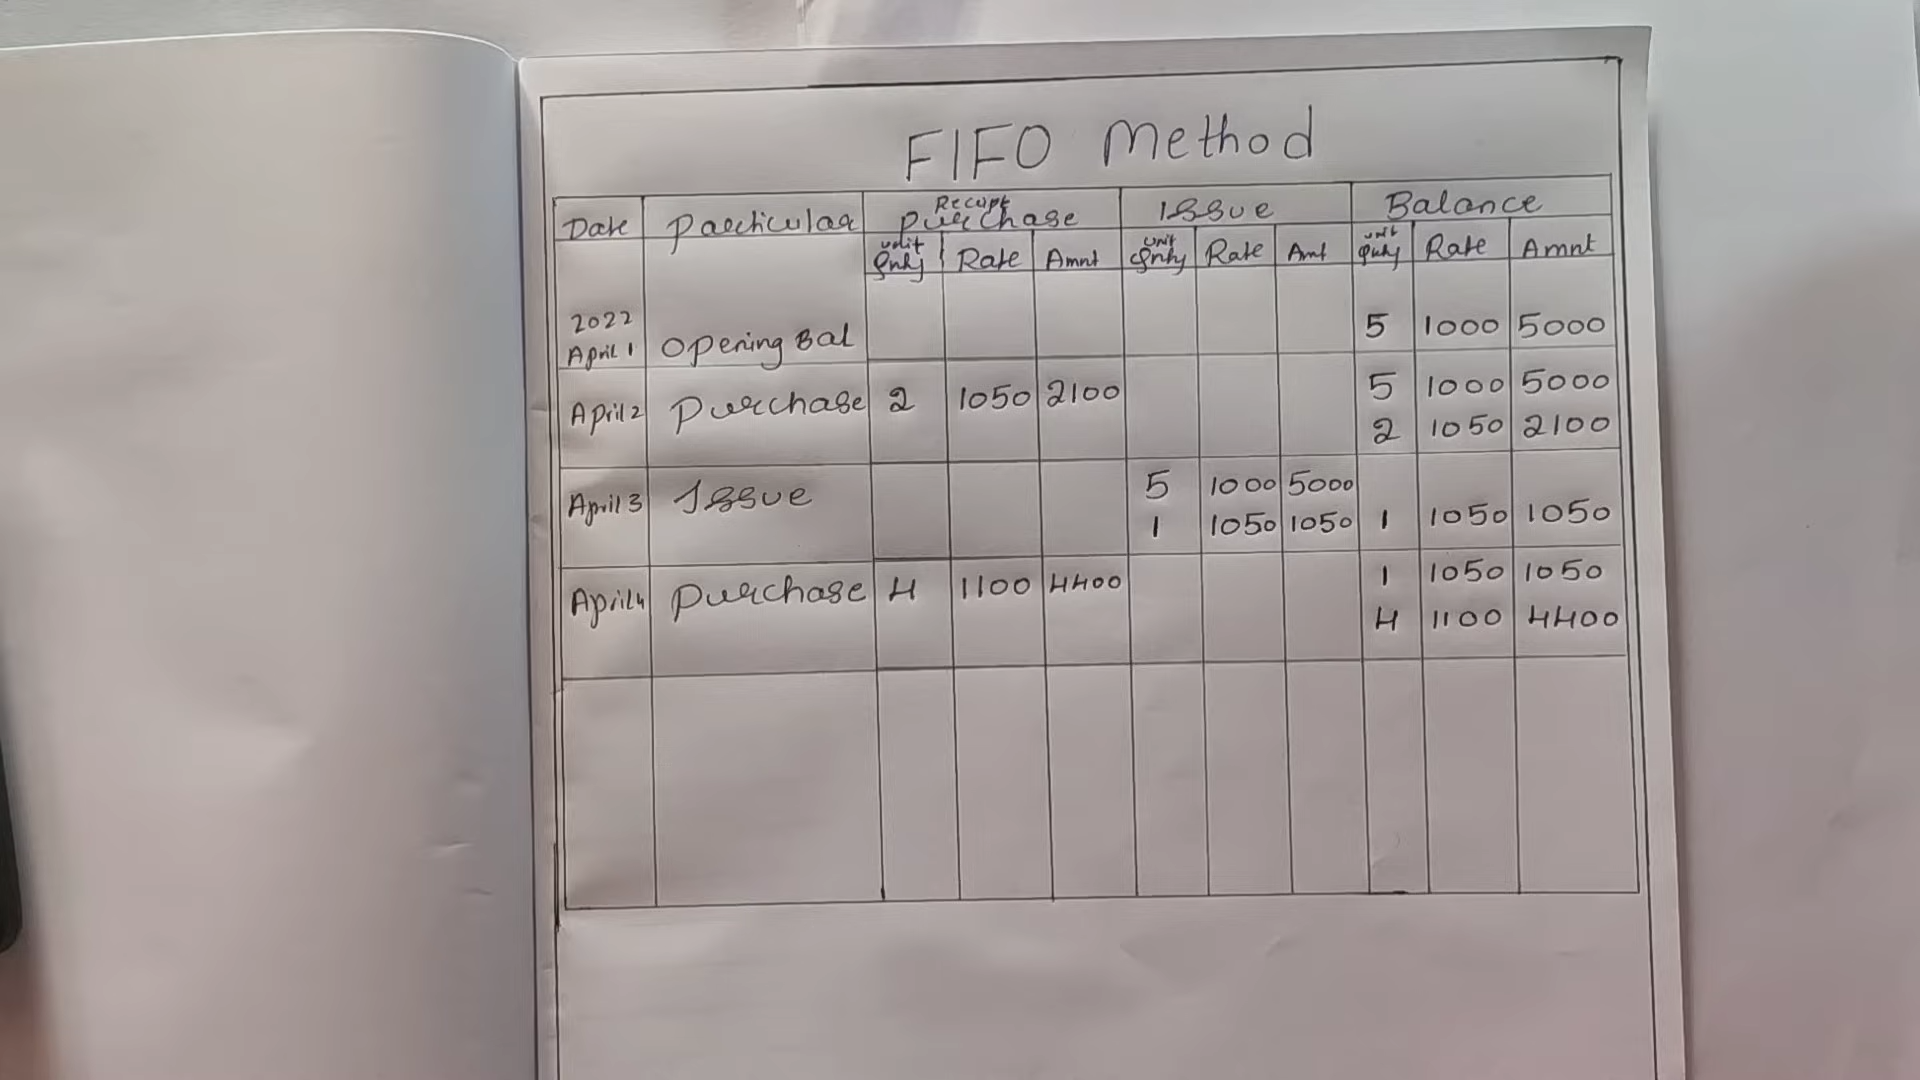 FIFO Method
Date Particular Recipt Purchase Issue Balance
unit Qnty Rate Amnt unit Qnty Rate Amt unit Qnty Rate Amnt
2022
April 1 Opening Bal 5 1000 5000
April 2 Purchase 2 1050 2100 5 1000 5000
2 1050 2100
April 3 Issue 5 1000 5000
1 1050 1050 1 1050 1050
April 4 Purchase 4 1100 4400 1 1050 1050
4 1100 4400